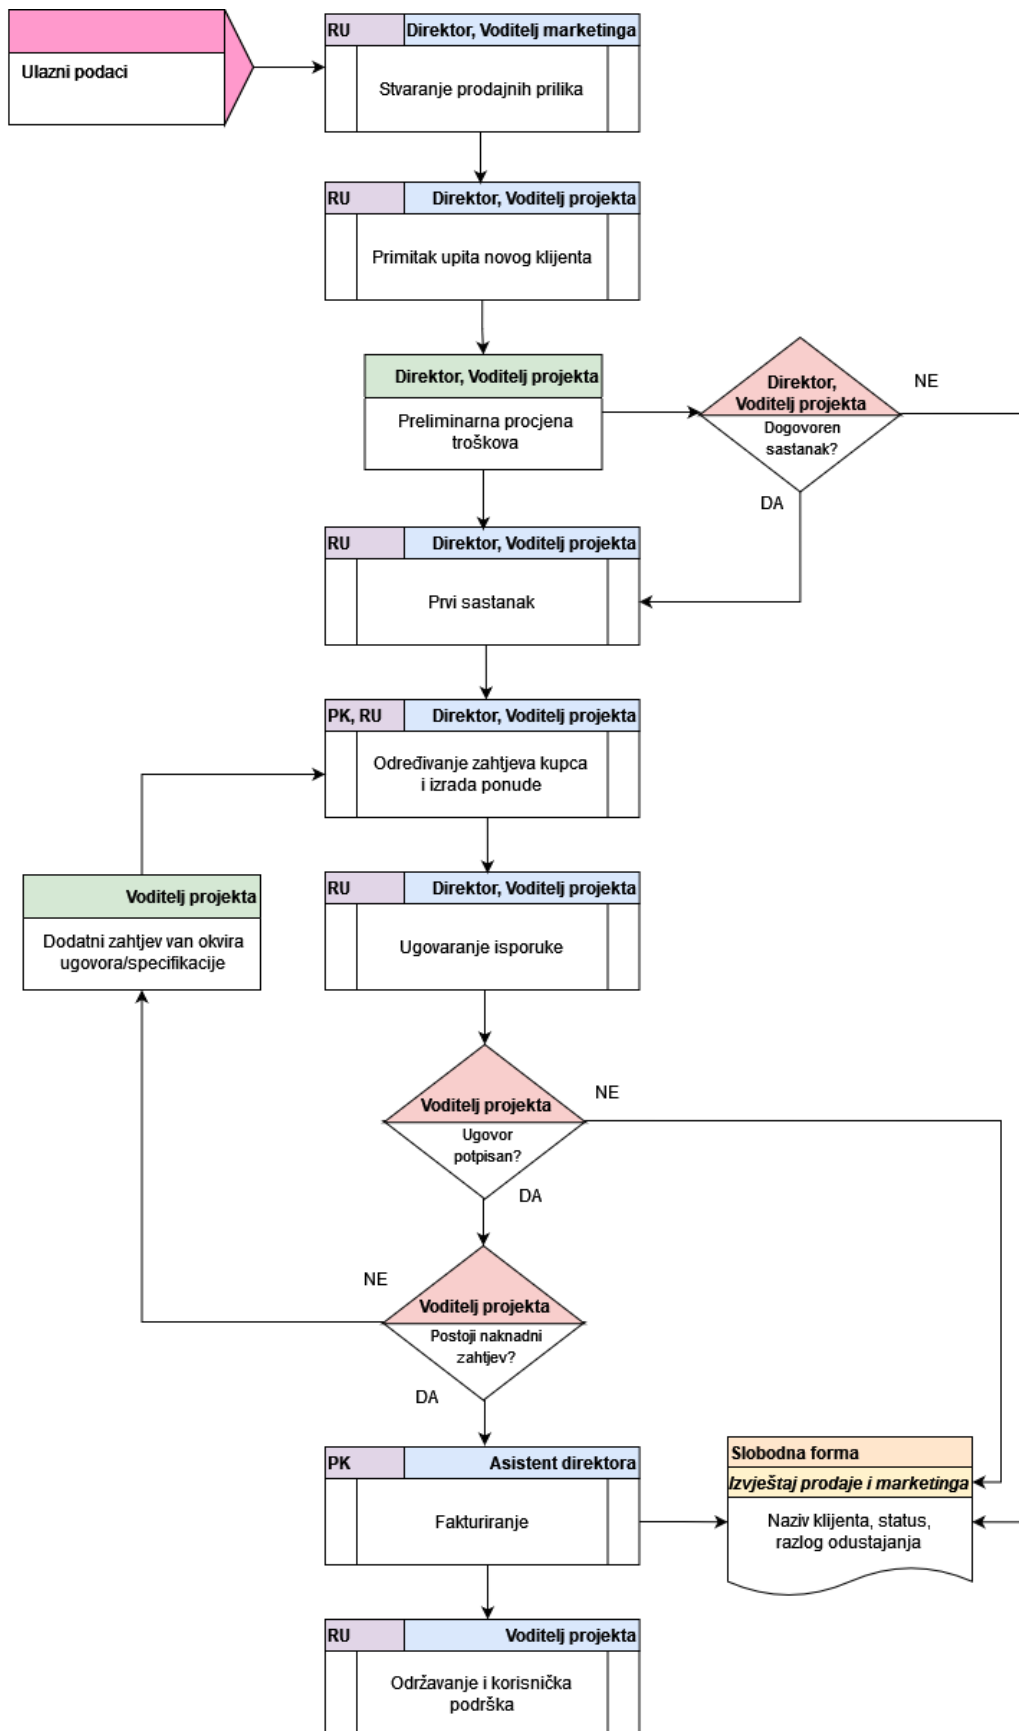 Ulazni podaci
RU
Direktor, Voditelj marketinga
Stvaranje prodajnih prilika
RU
Direktor, Voditelj projekta
Primitak upita novog klijenta
Direktor, Voditelj projekta
Preliminarna procjena
troškova
Direktor,
Voditelj projekta
Dogovoren
sastanak?
NE
DA
RU
Direktor, Voditelj projekta
Prvi sastanak
PK, RU
Direktor, Voditelj projekta
Određivanje zahtjeva kupca
i izrada ponude
Voditelj projekta
Dodatni zahtjev van okvira
ugovora/specifikacije
RU
Direktor, Voditelj projekta
Ugovaranje isporuke
Voditelj projekta
Ugovor
potpisan?
NE
DA
NE
Voditelj projekta
Postoji naknadni
zahtjev?
DA
PK
Asistent direktora
Fakturiranje
Slobodna forma
Izvještaj prodaje i marketinga
Naziv klijenta, status,
razlog odustajanja
RU
Voditelj projekta
Održavanje i korisnička
podrška